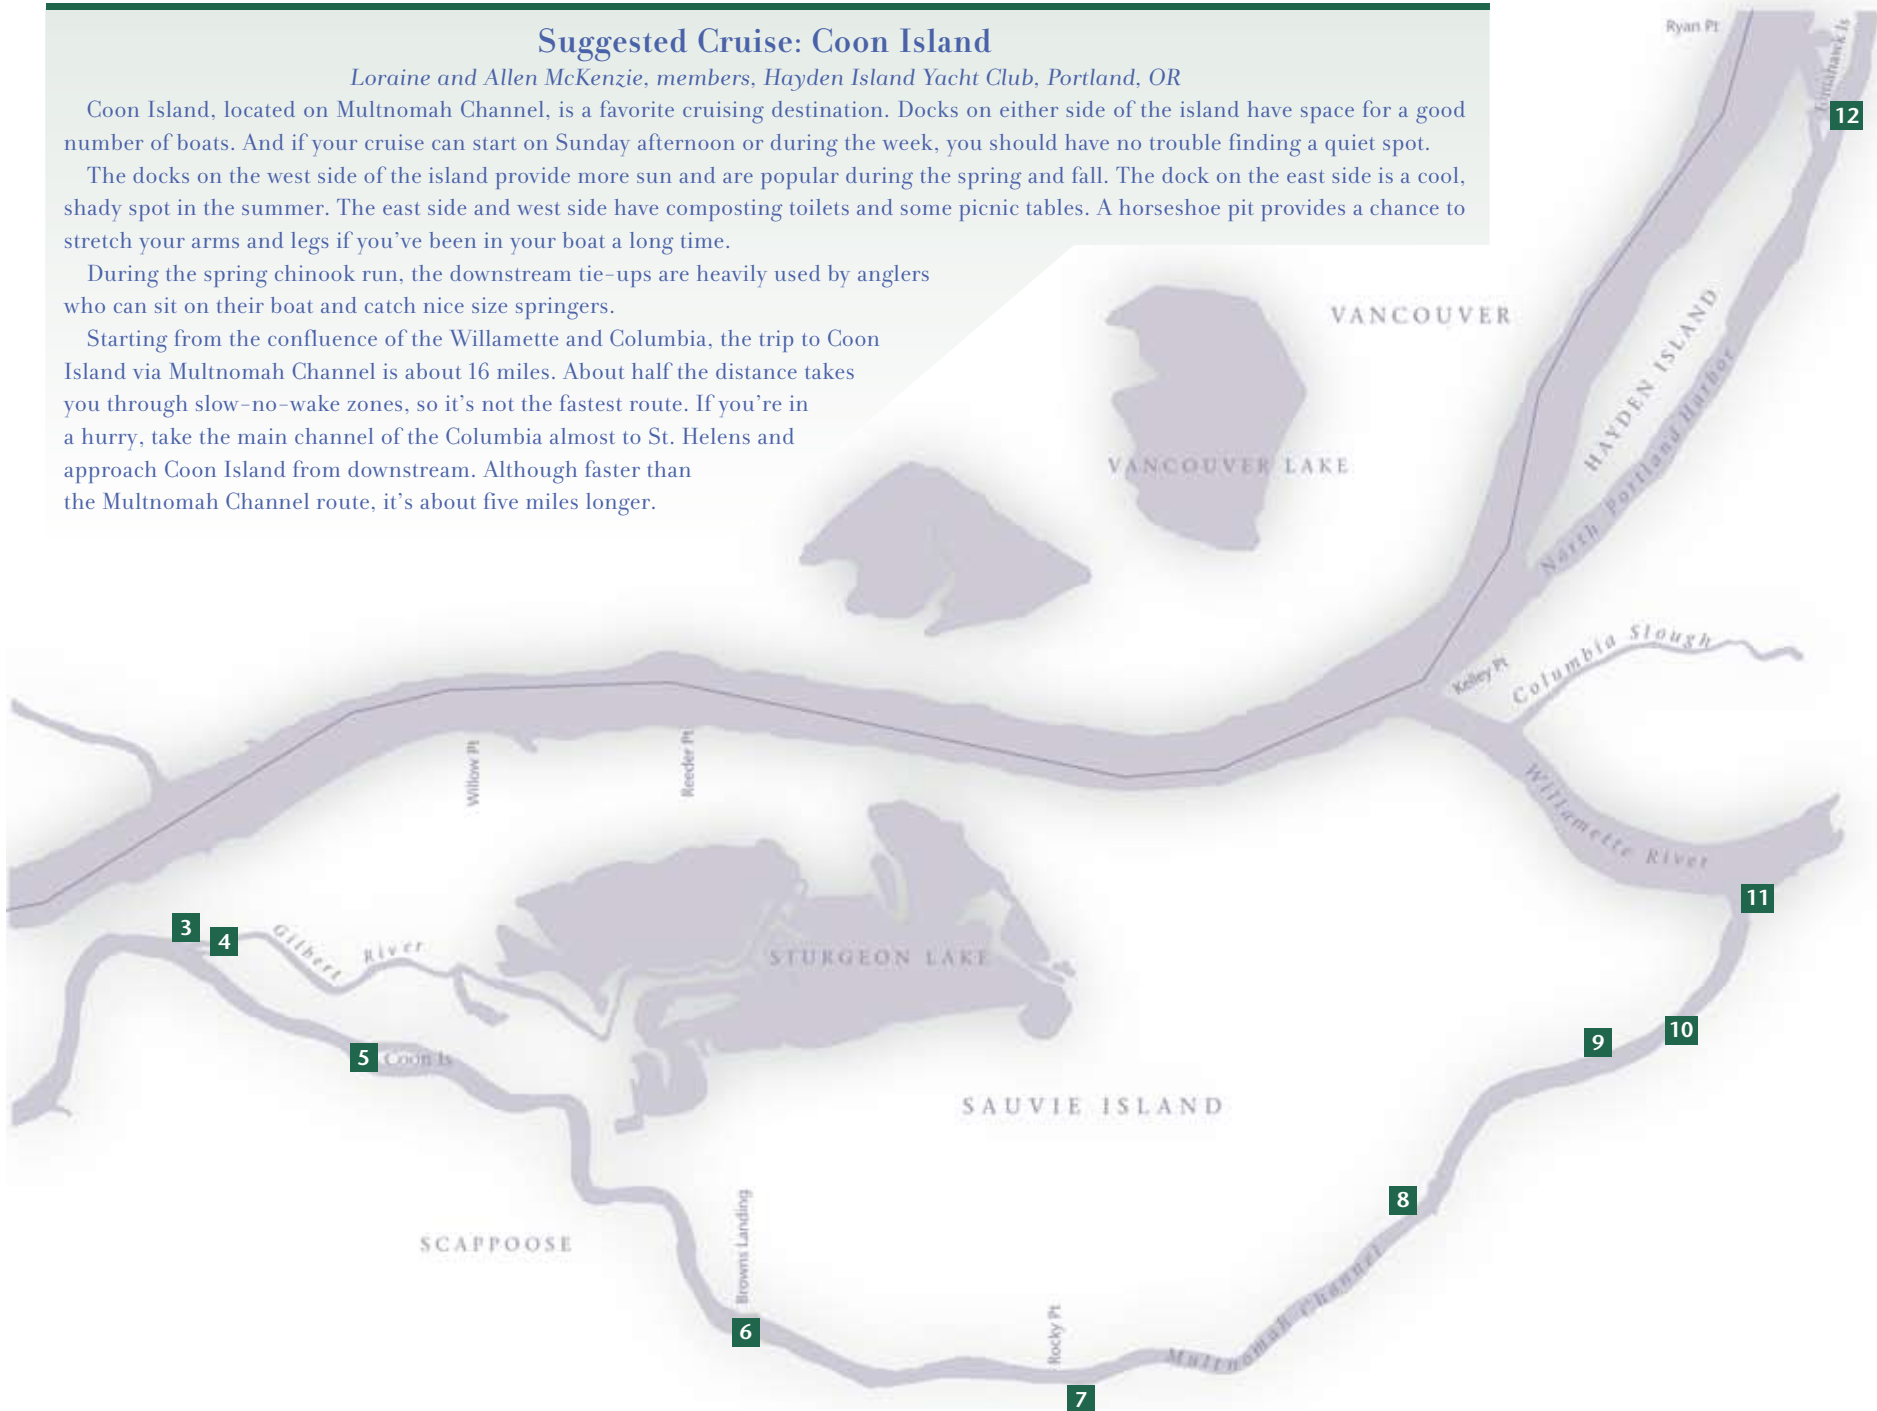 Suggested Cruise: Coon Island
Loraine and Allen McKenzie, members, Hayden Island Yacht Club, Portland, OR
Coon Island, located on Multnomah Channel, is a favorite cruising destination. Docks on either side of the island have space for a good
number of boats. And if your cruise can start on Sunday afternoon or during the week, you should have no trouble finding a quiet spot.
The docks on the west side of the island provide more sun and are popular during the spring and fall. The dock on the east side is a cool,
shady spot in the summer. The east side and west side have composting toilets and some picnic tables. A horseshoe pit provides a chance to
stretch your arms and legs if you've been in your boat a long time.
During the spring chinook run, the downstream tie-ups are heavily used by anglers
who can sit on their boat and catch nice size springers.
Starting from the confluence of the Willamette and Columbia, the trip to Coon
Island via Multnomah Channel is about 16 miles. About half the distance takes
you through slow-no-wake zones, so it's not the fastest route. If you're in
a hurry, take the main channel of the Columbia almost to St. Helens and
approach Coon Island from downstream. Although faster than
the Multnomah Channel route, it's about five miles longer.
Ryan Pt
Tomahawk Is
12
VANCOUVER
HAYDEN ISLAND
North Portland Harbor
VANCOUVER LAKE
Columbia Slough
Kelley Pt
Willow Pt
Reeder Pt
Willamette River
11
3
4
Gilbert River
STURGEON LAKE
5
Coon Is
9
10
SAUVIE ISLAND
8
SCAPPOOSE
Browns Landing
6
Rocky Pt
Multnomah Channel
7